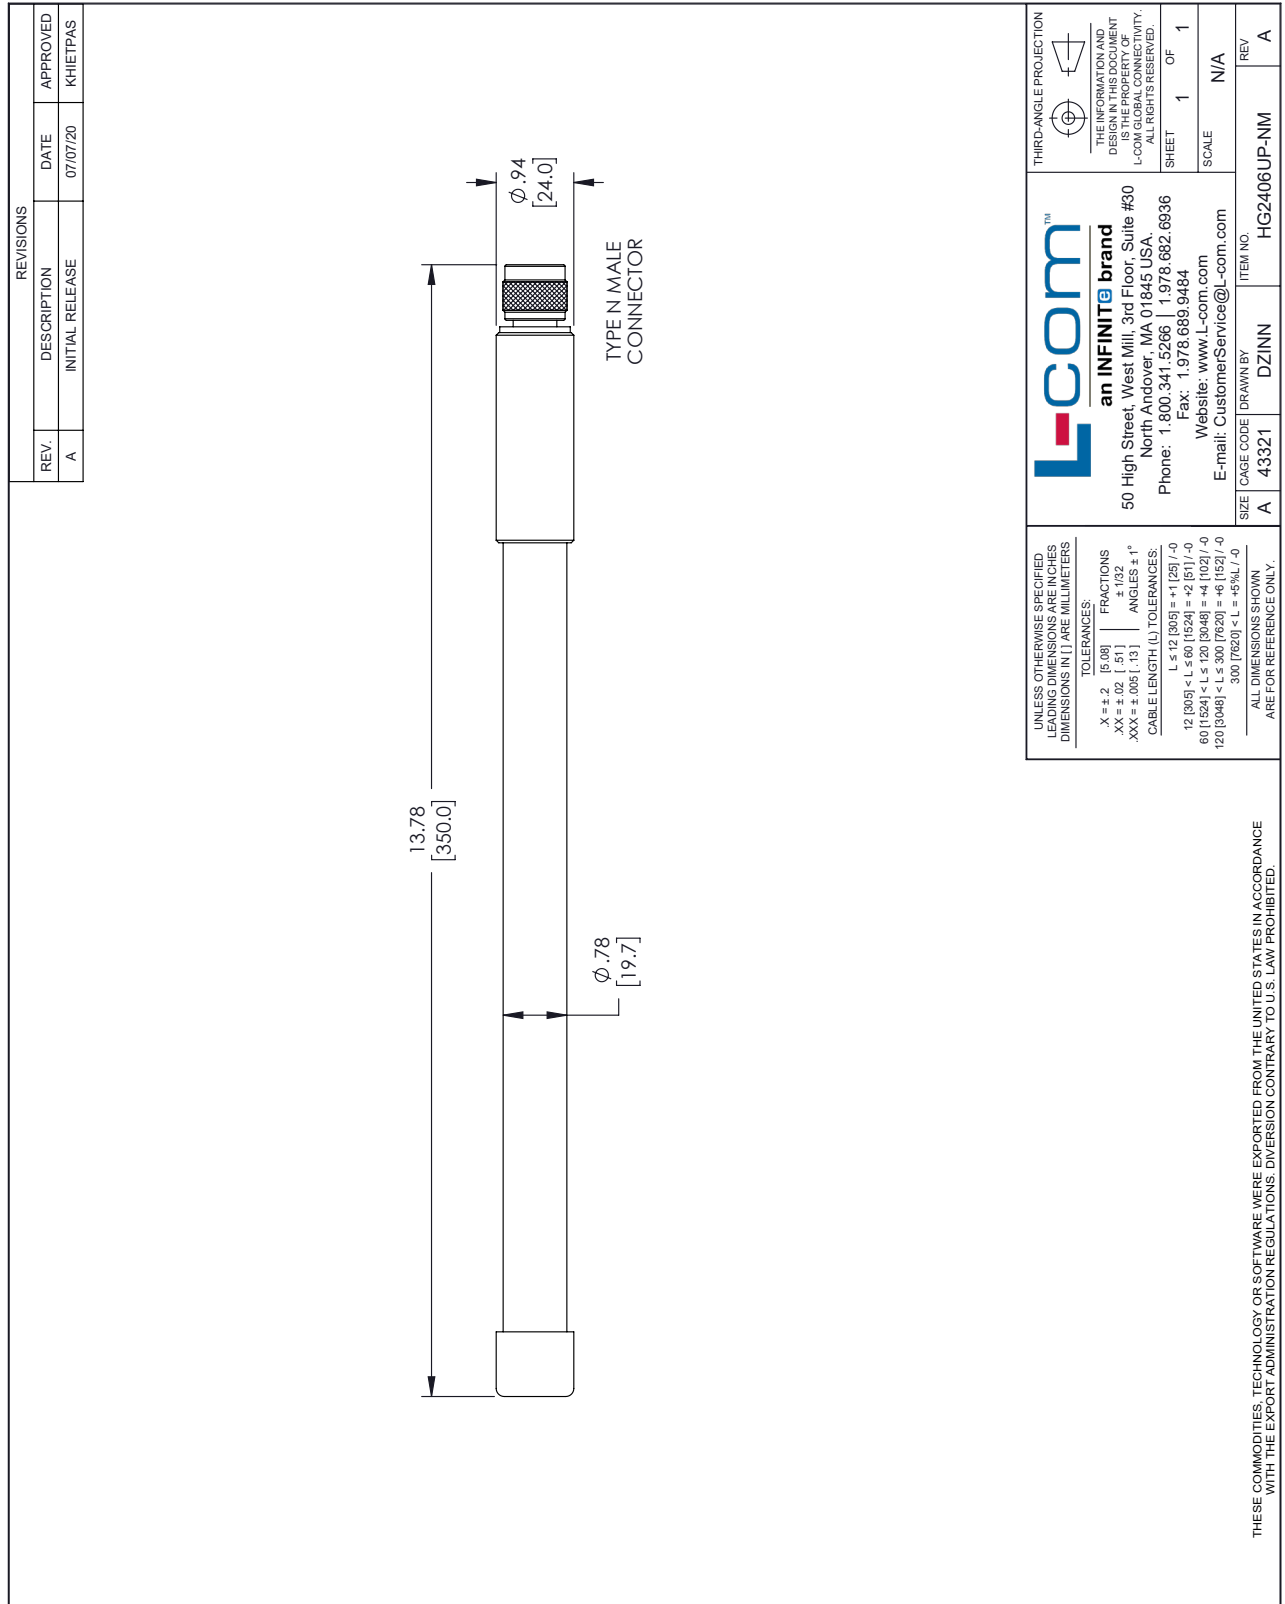 REVISIONS
REV. DESCRIPTION DATE APPROVED
A INITIAL RELEASE 07/07/20 KHIETPAS
13.78
[350.0]
Ø.94
[24.0]
TYPE N MALE
CONNECTOR
Ø.78
[19.7]
UNLESS OTHERWISE SPECIFIED
LEADING DIMENSIONS ARE INCHES
DIMENSIONS IN [ ] ARE MILLIMETERS
TOLERANCES:
.X = ±.2 [5.08] FRACTIONS
.XX = ±.02 [.51] ± 1/32
.XXX = ±.005 [.13] ANGLES ± 1°
CABLE LENGTH (L) TOLERANCES:
L ≤ 12 [305] = +1 [25] / -0
12 [305] < L ≤ 60 [1524] = +2 [51] / -0
60 [1524] < L ≤ 120 [3048] = +4 [102] / -0
120 [3048] < L ≤ 300 [7620] = +6 [152] / -0
300 [7620] < L = +5%L / -0
ALL DIMENSIONS SHOWN
ARE FOR REFERENCE ONLY.
L-com™
an INFINITe brand
50 High Street, West Mill, 3rd Floor, Suite #30
North Andover, MA 01845 USA.
Phone: 1.800.341.5266 | 1.978.682.6936
Fax: 1.978.689.9484
Website: www.L-com.com
E-mail: CustomerService@L-com.com
THIRD-ANGLE PROJECTION
THE INFORMATION AND
DESIGN IN THIS DOCUMENT
IS THE PROPERTY OF
L-COM GLOBAL CONNECTIVITY.
ALL RIGHTS RESERVED.
SHEET OF
1 1
SCALE
N/A
SIZE CAGE CODE DRAWN BY ITEM NO. REV
A 43321 DZINN HG2406UP-NM A
THESE COMMODITIES, TECHNOLOGY OR SOFTWARE WERE EXPORTED FROM THE UNITED STATES IN ACCORDANCE
WITH THE EXPORT ADMINISTRATION REGULATIONS. DIVERSION CONTRARY TO U.S. LAW PROHIBITED.